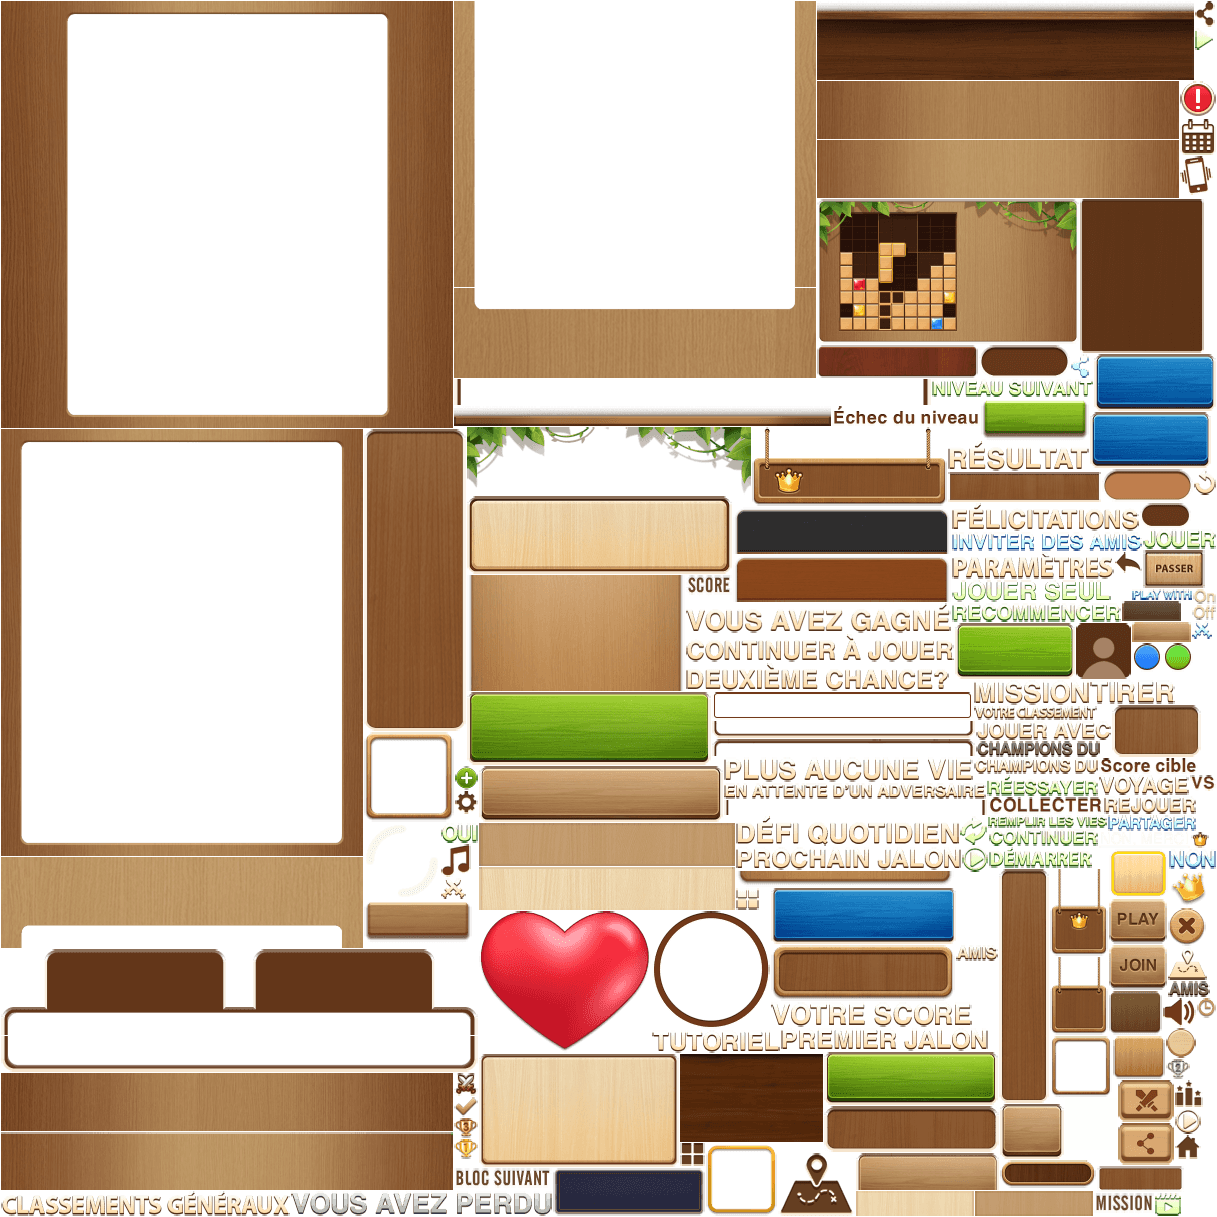 NIVEAU SUIVANT
Échec du niveau
RÉSULTAT
FÉLICITATIONS
INVITER DES AMIS
JOUER
PARAMÈTRES
PASSER
JOUER SEUL
PLAY WITH
On
Off
RECOMMENCER
SCORE
VOUS AVEZ GAGNÉ
CONTINUER À JOUER
DEUXIÈME CHANCE?
MISSION
TIRER
VOTRE CLASSEMENT
JOUER AVEC
CHAMPIONS DU
CHAMPIONS DU
Score cible
PLUS AUCUNE VIE
EN ATTENTE D'UN ADVERSAIRE
RÉESSAYER
VOYAGE
VS
COLLECTER
REJOUER
REMPLIR LES VIES
PARTAGER
OUI
DÉFI QUOTIDIEN
CONTINUER
PROCHAIN JALON
DÉMARRER
NON
PLAY
AMIS
JOIN
AMIS
VOTRE SCORE
TUTORIEL
PREMIER JALON
2
3
1
BLOC SUIVANT
CLASSEMENTS GÉNÉRAUX
VOUS AVEZ PERDU
MISSION